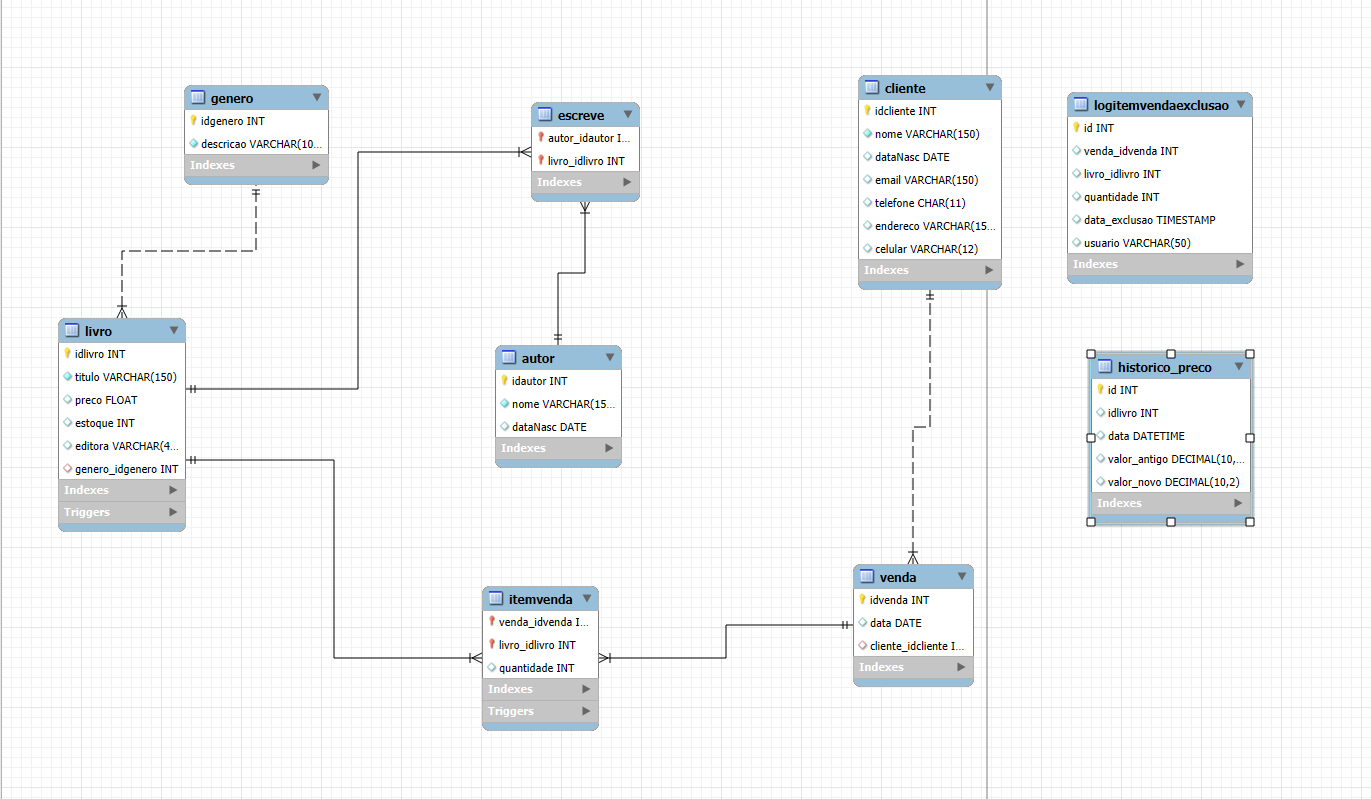 genero
idgenero INT
descricao VARCHAR(10...
Indexes
escreve
autor_idautor I...
livro_idlivro INT
Indexes
cliente
idcliente INT
nome VARCHAR(150)
dataNasc DATE
email VARCHAR(150)
telefone CHAR(11)
endereco VARCHAR(15...
celular VARCHAR(12)
Indexes
logitemvendaexclusao
id INT
venda_idvenda INT
livro_idlivro INT
quantidade INT
data_exclusao TIMESTAMP
usuario VARCHAR(50)
Indexes
livro
idlivro INT
titulo VARCHAR(150)
preco FLOAT
estoque INT
editora VARCHAR(4...
genero_idgenero INT
Indexes
Triggers
autor
idautor INT
nome VARCHAR(15...
dataNasc DATE
Indexes
historico_preco
id INT
idlivro INT
data DATETIME
valor_antigo DECIMAL(10,...
valor_novo DECIMAL(10,2)
Indexes
itemvenda
venda_idvenda I...
livro_idlivro INT
quantidade INT
Indexes
Triggers
venda
idvenda INT
data DATE
cliente_idcliente I...
Indexes